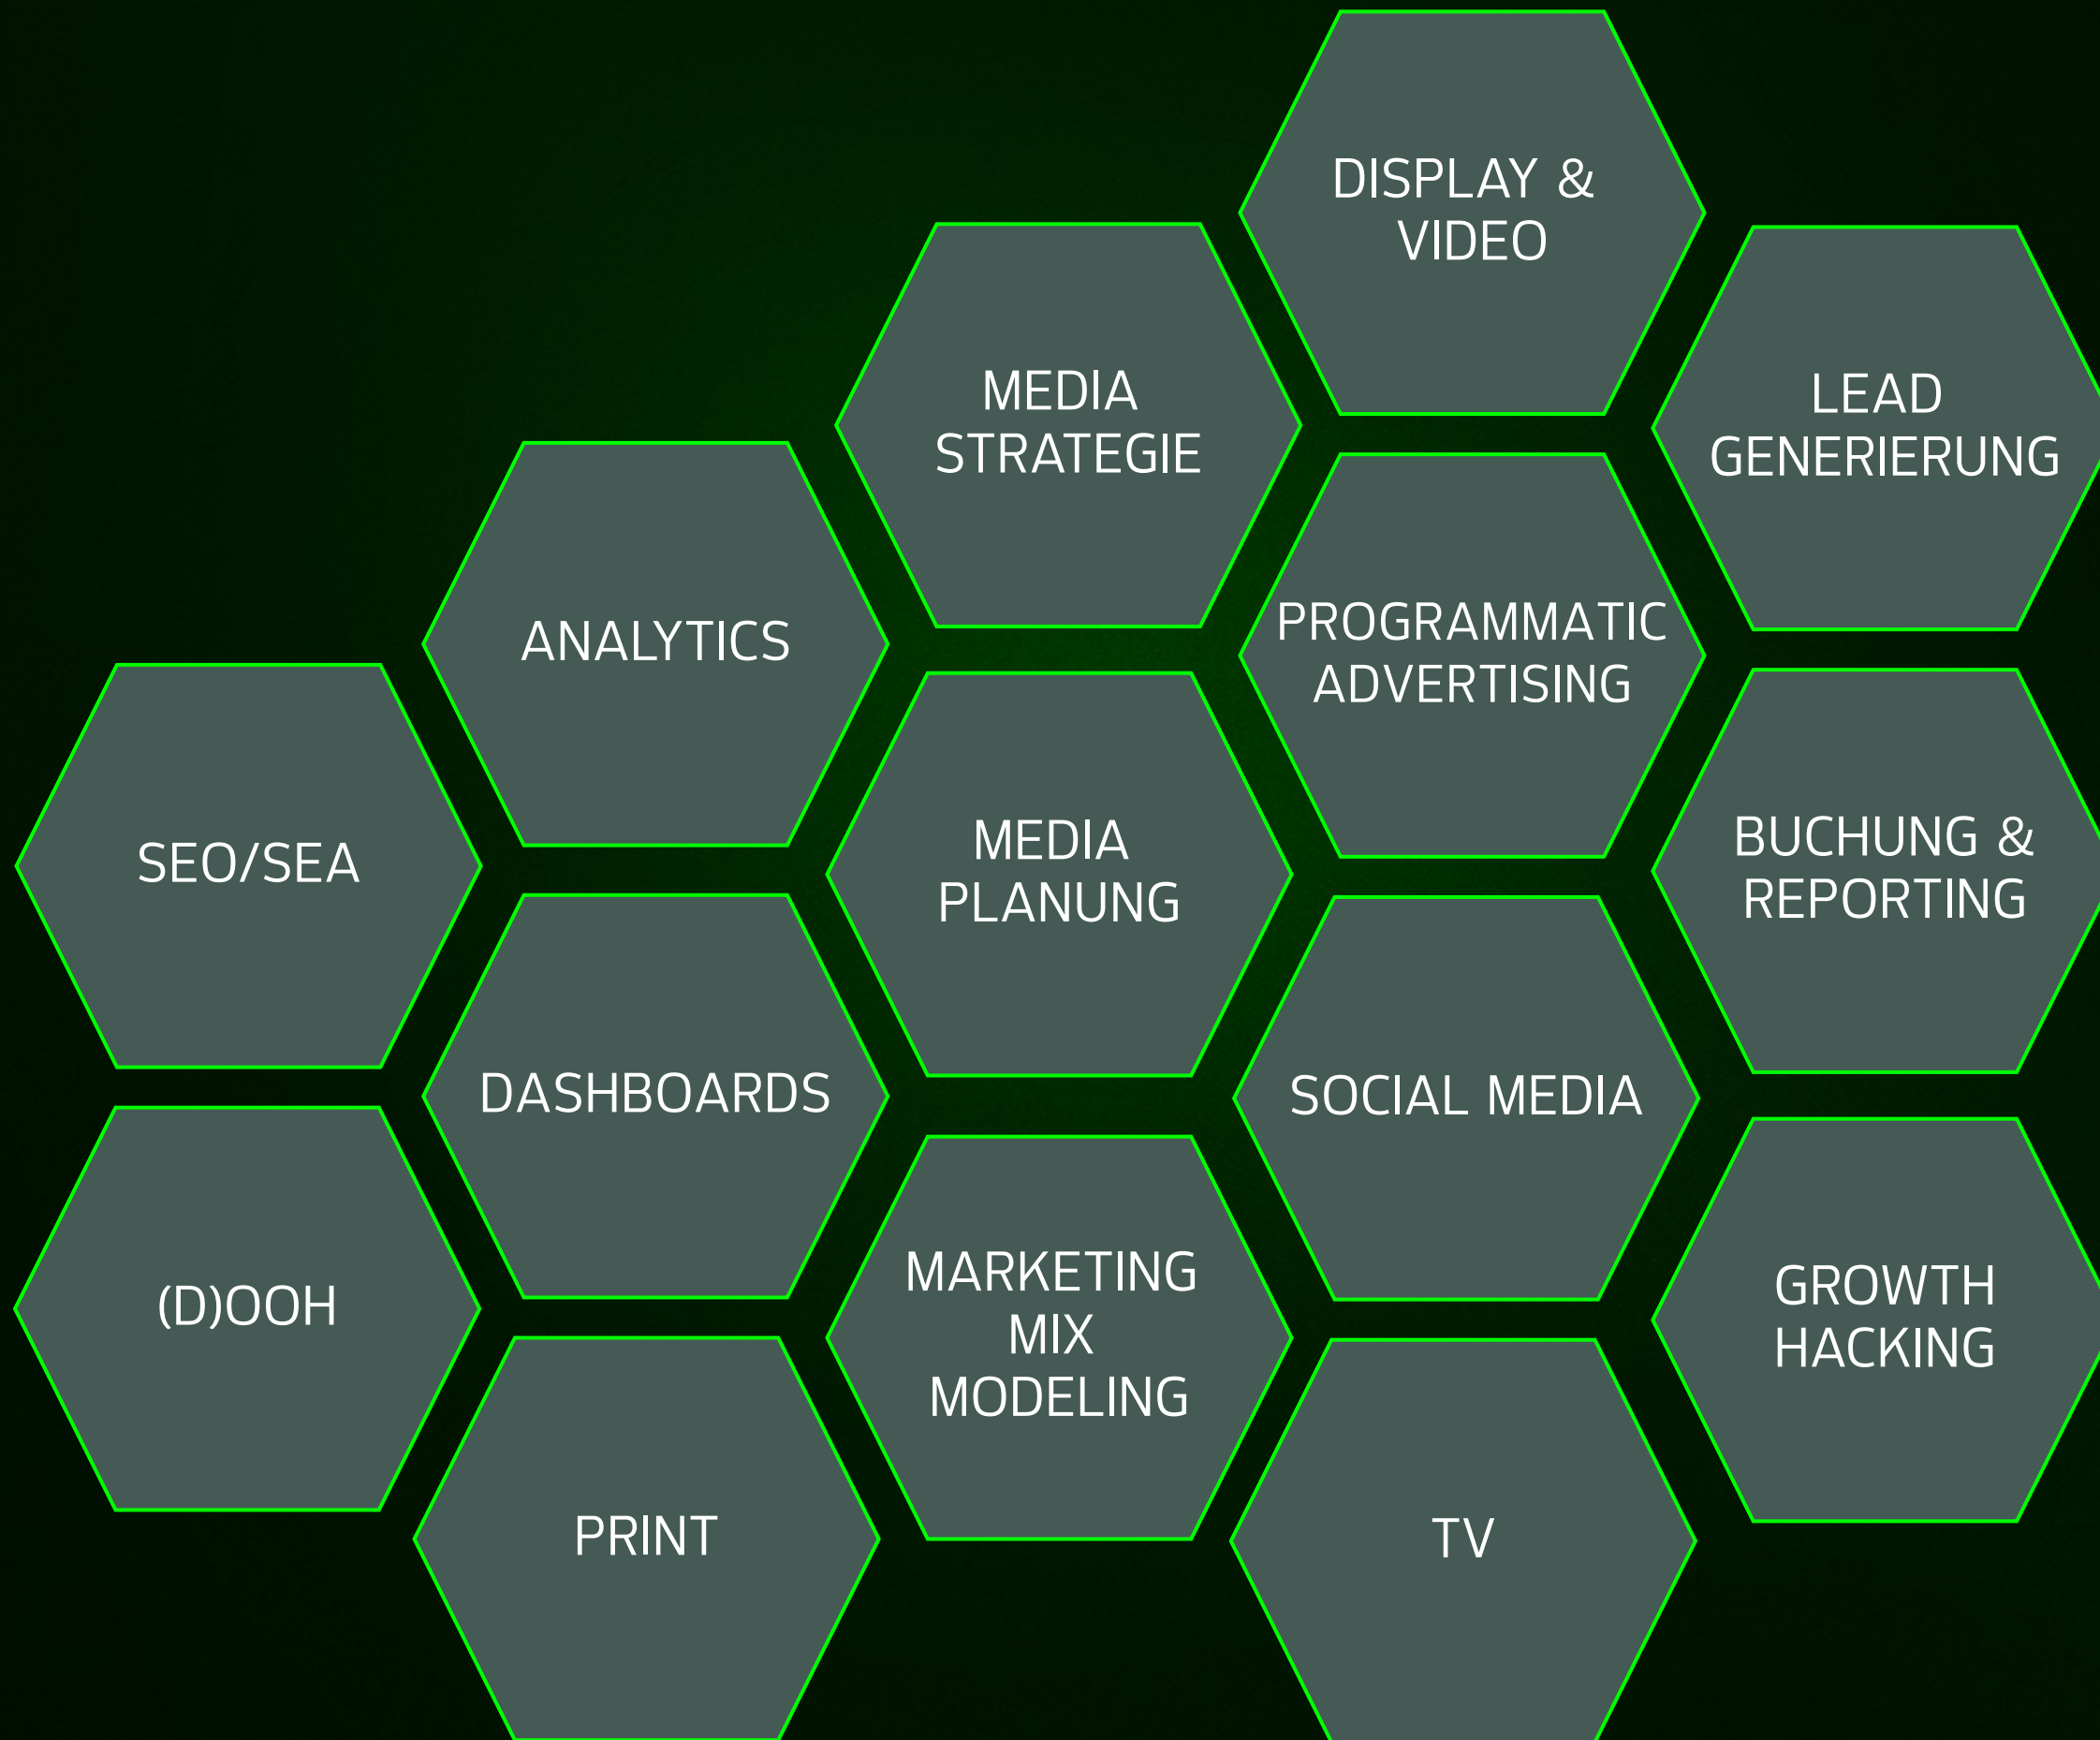 DISPLAY &
VIDEO
MEDIA
STRATEGIE
LEAD
GENERIERUNG
ANALYTICS
PROGRAMMATIC
ADVERTISING
SEO/SEA
MEDIA
PLANUNG
BUCHUNG &
REPORTING
DASHBOARDS
SOCIAL MEDIA
(D)OOH
MARKETING
MIX
MODELING
GROWTH
HACKING
PRINT
TV